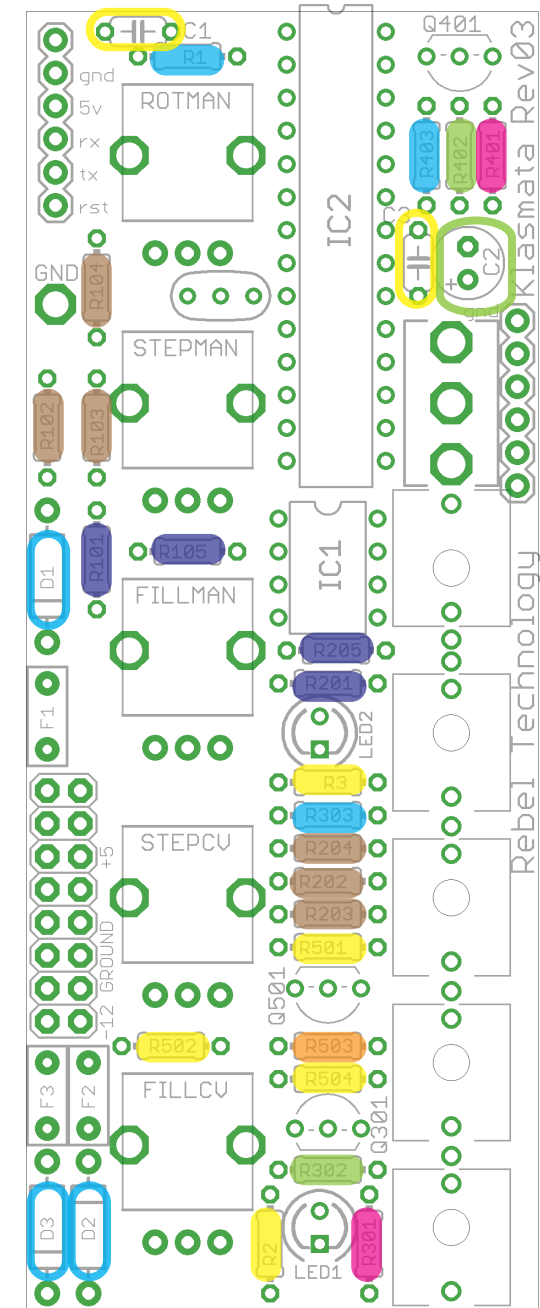 C1
R1
Q401
gnd
5v
rx
tx
rst
ROTMAN
IC2
R403
R402
R401
Klasmata Rev03
C3
C2
+
gnd
GND
R104
STEPMAN
R102
R103
D1
R101
R105
IC1
FILLMAN
R205
R201
F1
LED2
R3
R303
R204
R202
R203
R501
STEPCV
+5
GROUND
-12
Rebel Technology
Q501
R502
R503
R504
F3
F2
FILLCV
Q301
R302
D3
D2
R2
R301
LED1